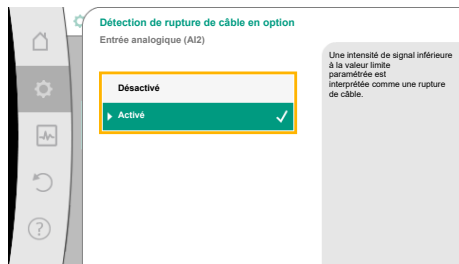 Détection de rupture de câble en option
Entrée analogique (AI2)
Désactivé
Activé
Une intensité de signal inférieure
à la valeur limite
paramétrée est
interprétée comme une rupture
de câble.
?